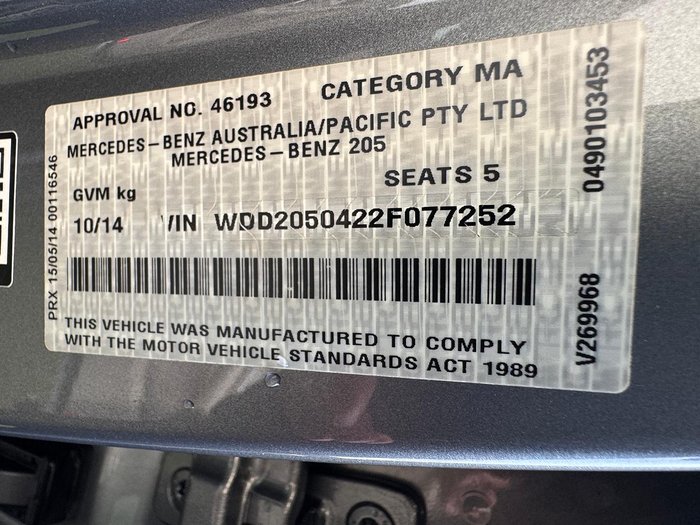 APPROVAL NO. 46193 CATEGORY MA
MERCEDES-BENZ AUSTRALIA/PACIFIC PTY LTD
MERCEDES-BENZ 205
GVM kg SEATS 5
10/14 VIN WDD2050422F077252
THIS VEHICLE WAS MANUFACTURED TO COMPLY
WITH THE MOTOR VEHICLE STANDARDS ACT 1989
PRX 15/05/14 00116546
0490103453
V269968